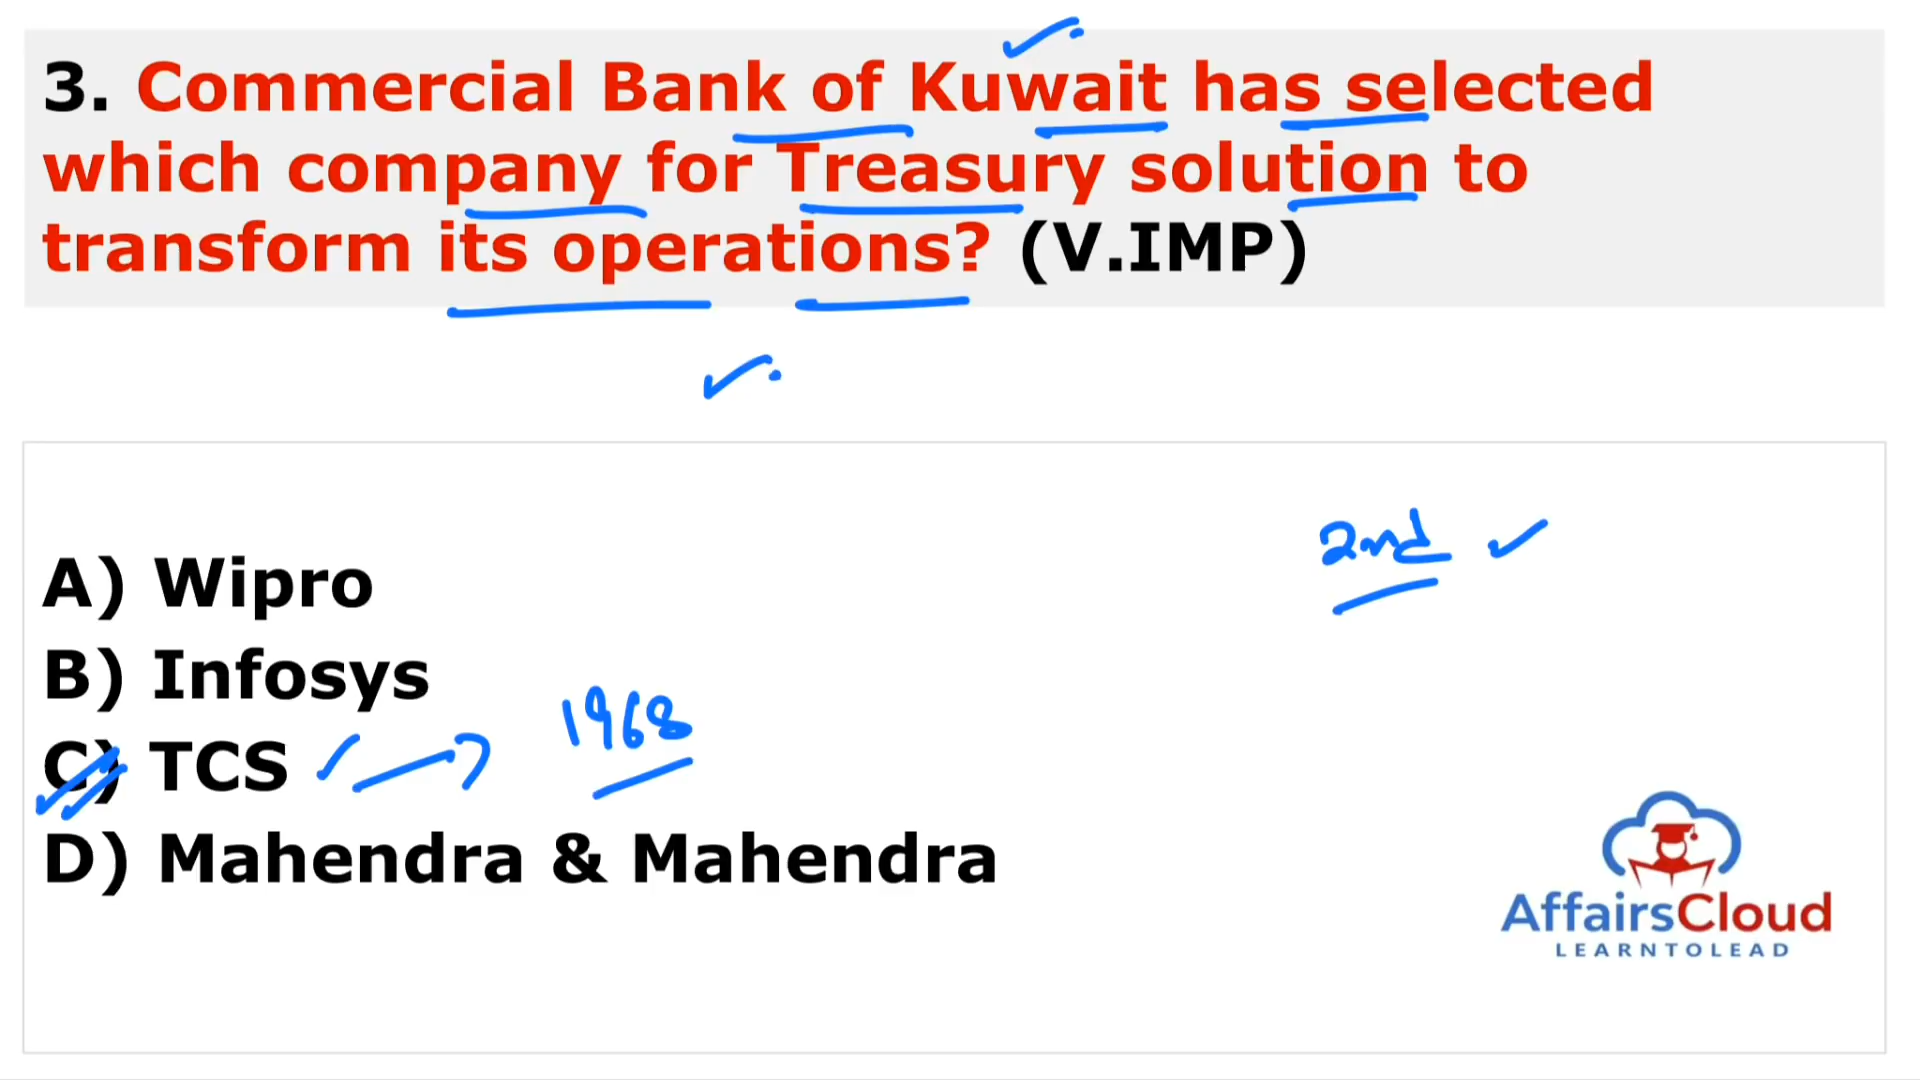 3. Commercial Bank of Kuwait has selected
which company for Treasury solution to
transform its operations? (V.IMP)
2nd
A) Wipro
B) Infosys
1968
C) TCS
D) Mahendra & Mahendra
AffairsCloud
LEARNTOLEAD